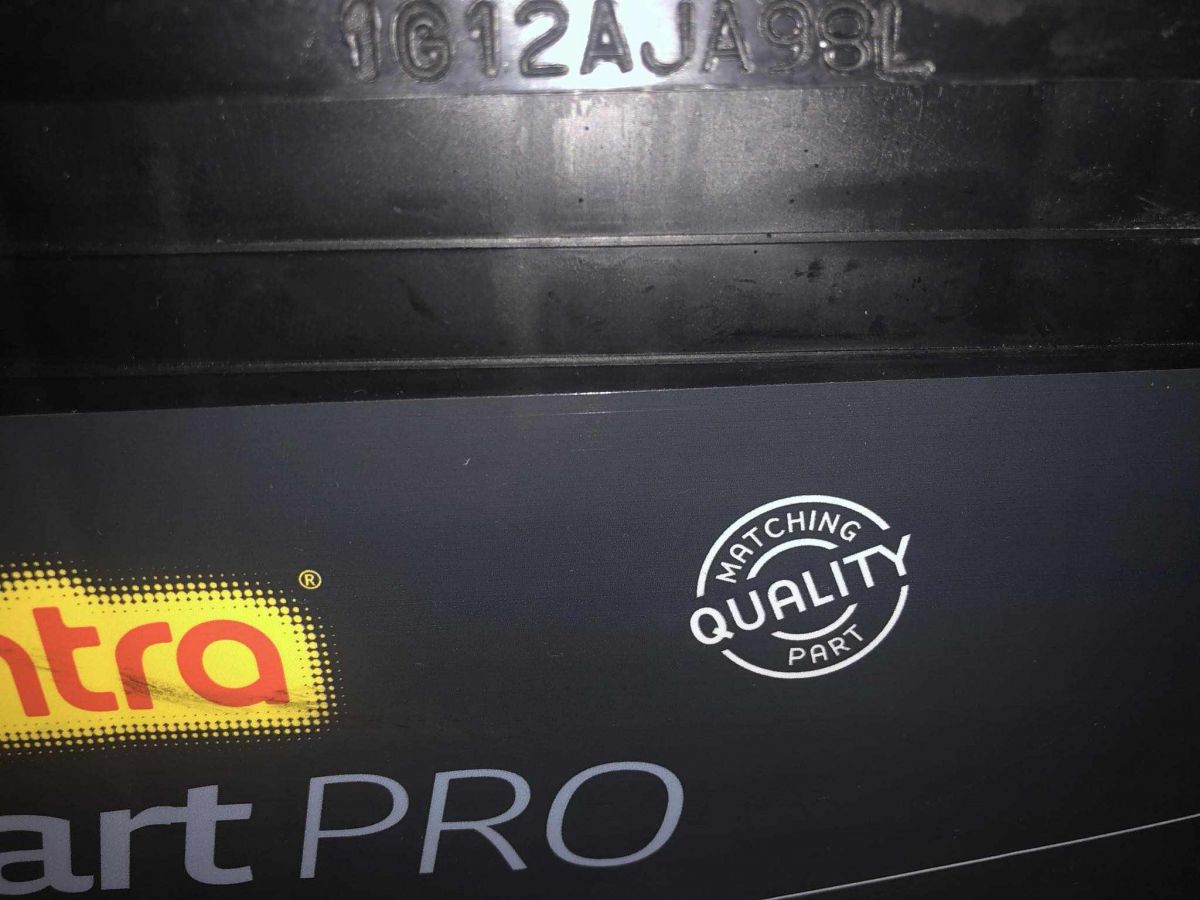 1G12AJA98L
MATCHING
QUALITY
PART
ntra®
art PRO